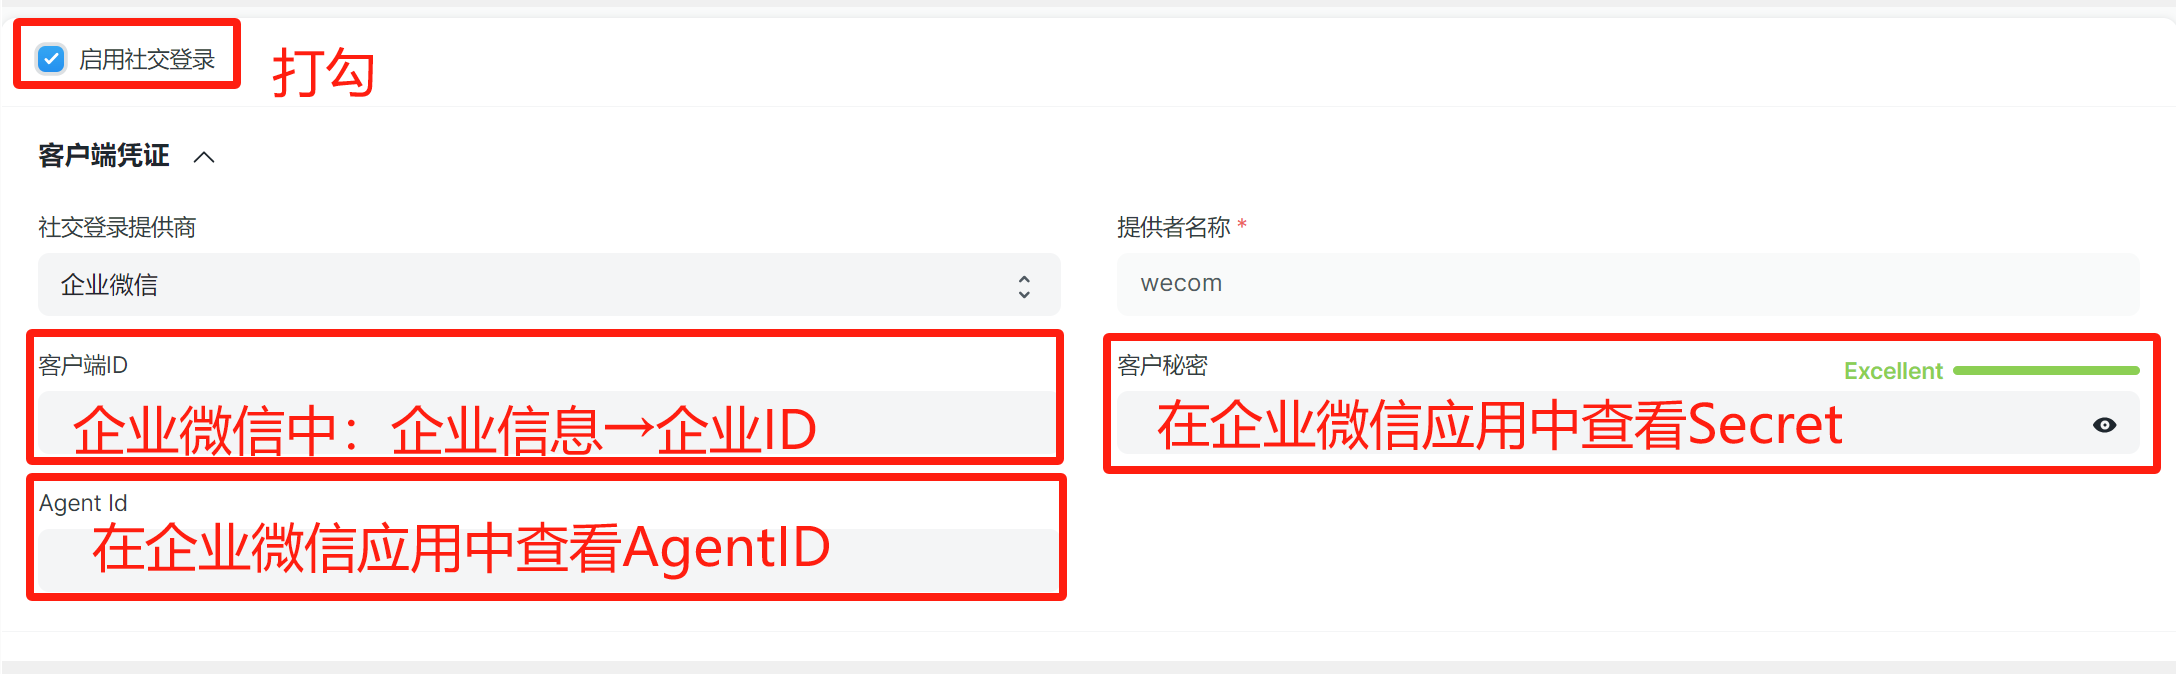 启用社交登录
打勾
客户端凭证
社交登录提供商
提供者名称 *
企业微信
wecom
客户端ID
客户秘密
Excellent
企业微信中：企业信息→企业ID
在企业微信应用中查看Secret
Agent Id
在企业微信应用中查看AgentID